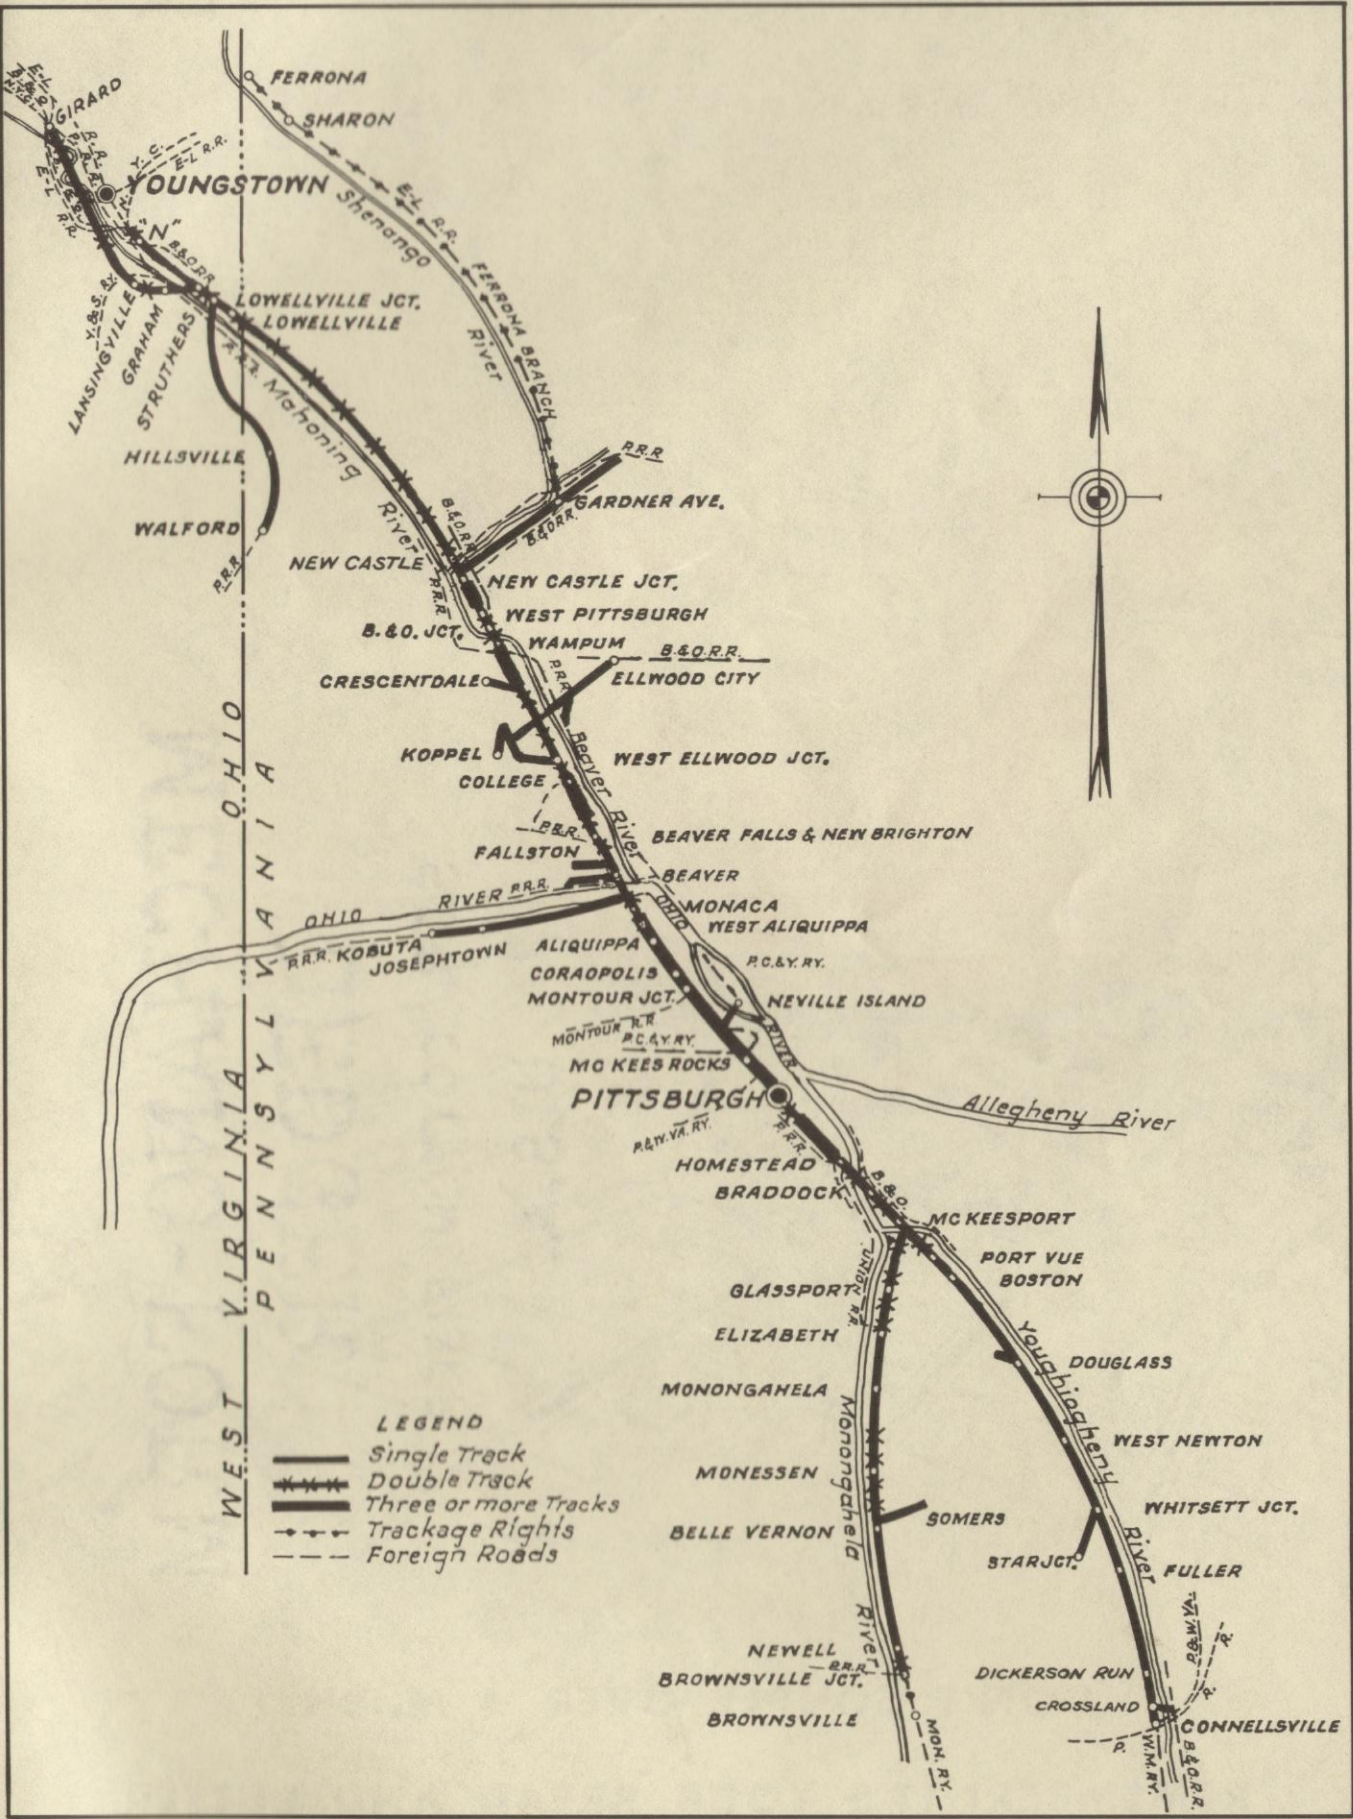 FERRONA
GIRARD
SHARON
Y. C.
E-L R.R.
YOUNGSTOWN
E-L R.R.
E-L R.R.
Shenango
River
FERRONA BRANCH
"N"
B.&O.R.R.
Y.&S. RY.
LANSINGVILLE
GRAHAM
STRUTHERS
LOWELLVILLE JCT.
LOWELLVILLE
Mahoning
River
HILLSVILLE
P.R.R
GARDNER AVE.
B.&O.R.R.
B.&O.R.R.
WALFORD
P.R.R.
NEW CASTLE
P.R.R.
NEW CASTLE JCT.
WEST PITTSBURGH
B.&O. JCT.
WAMPUM
B.&O.R.R.
P.R.R.
CRESCENTDALE
ELLWOOD CITY
KOPPEL
WEST ELLWOOD JCT.
COLLEGE
Beaver River
P.R.R.
BEAVER FALLS & NEW BRIGHTON
FALLSTON
BEAVER
OHIO RIVER
P.R.R.
MONACA
OHIO
RIVER
WEST ALIQUIPPA
P.R.R.
KOBUTA
JOSEPHTOWN
ALIQUIPPA
P.C.&Y. RY.
CORAOPOLIS
MONTOUR JCT.
NEVILLE ISLAND
MONTOUR R.R.
P.C.&Y. RY.
MC KEES ROCKS
PITTSBURGH
Allegheny River
P.&W.VA. RY.
P.R.R.
HOMESTEAD
BRADDOCK
B.&O.
MC KEESPORT
PORT VUE
BOSTON
UNION R.R.
GLASSPORT
ELIZABETH
Youghiogheny
River
DOUGLASS
MONONGAHELA
Monongahela
River
WEST NEWTON
MONESSEN
WHITSETT JCT.
SOMERS
BELLE VERNON
STAR JCT.
FULLER
P.&W.VA.
NEWELL
P.R.R.
BROWNSVILLE JCT.
DICKERSON RUN
CROSSLAND
P. R. R.
BROWNSVILLE
CONNELLSVILLE
MON. RY.
W.M.RY.
B.&O.R.R.
OHIO
PENNSYLVANIA
WEST VIRGINIA
LEGEND
Single Track
Double Track
Three or more Tracks
Trackage Rights
Foreign Roads